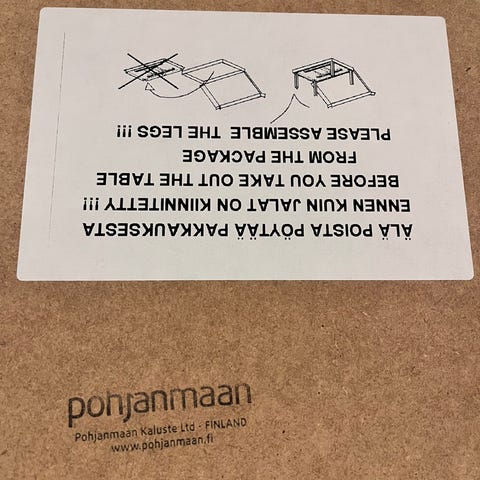 ÄLÄ POISTA PÖYTÄÄ PAKKAUKSESTA
ENNEN KUIN JALAT ON KIINNITETTY !!!
BEFORE YOU TAKE OUT THE TABLE
FROM THE PACKAGE
PLEASE ASSEMBLE THE LEGS !!!
pohjanmaan
Pohjanmaan Kaluste Ltd - FINLAND
www.pohjanmaan.fi